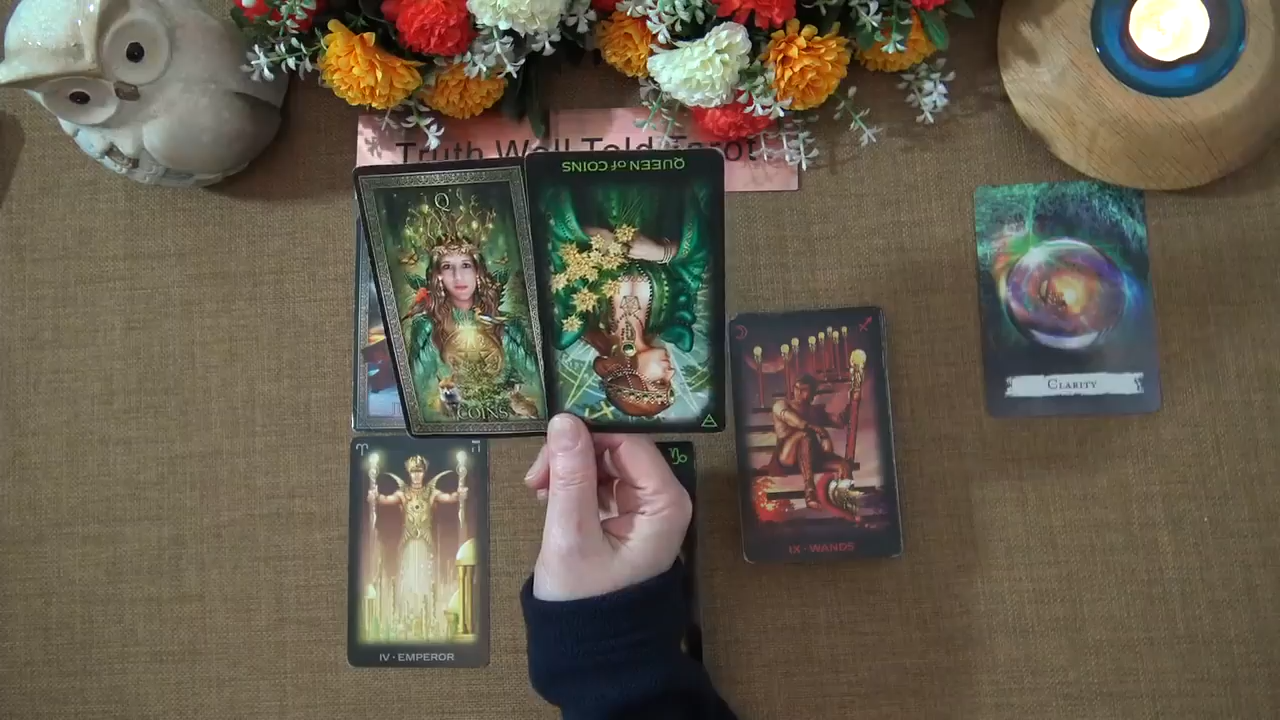 Truth Well Told Tarot
QUEEN of COINS
Q
COINS
CLARITY
IX · WANDS
IV · EMPEROR